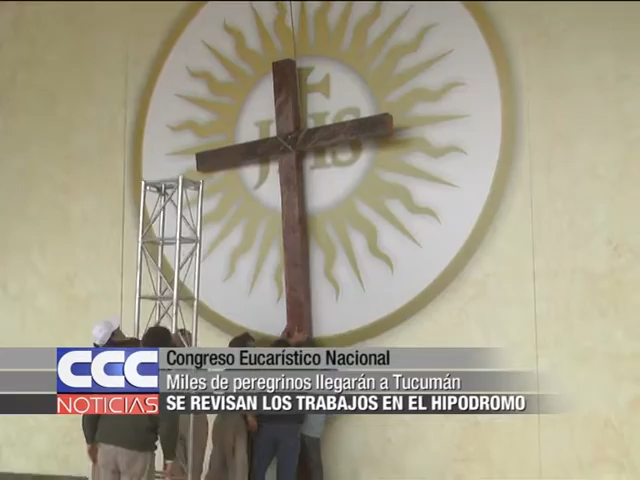 JHS
Congreso Eucarístico Nacional
CCC
Miles de peregrinos llegarán a Tucumán
NOTICIAS
SE REVISAN LOS TRABAJOS EN EL HIPODROMO